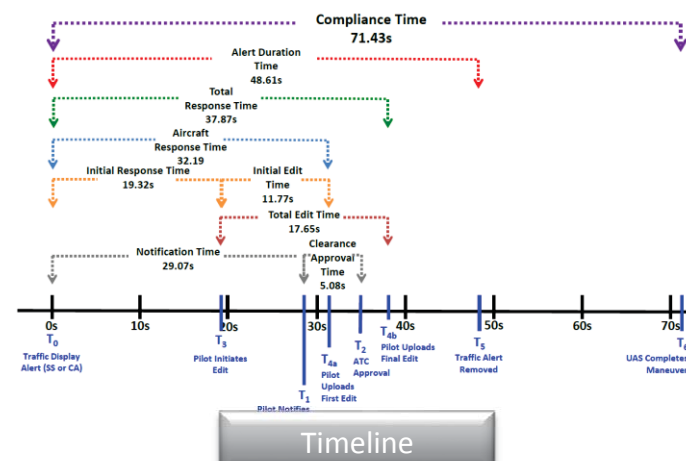 Compliance Time
71.43s
Alert Duration
Time
48.61s
Total
Response Time
37.87s
Aircraft
Response Time
32.19
Initial Response Time
19.32s
Initial Edit
Time
11.77s
Total Edit Time
17.65s
Notification Time
29.07s
Clearance
Approval
Time
5.08s
0s 10s 20s 30s 40s 50s 60s 70s
T0
Traffic Display
Alert (SS or CA)
T3
Pilot Initiates
Edit
T1
Pilot Notifies
T4a
Pilot
Uploads
First Edit
T2
ATC
Approval
T4b
Pilot Uploads
Final Edit
T5
Traffic Alert
Removed
T6
UAS Completes
Maneuver
Timeline